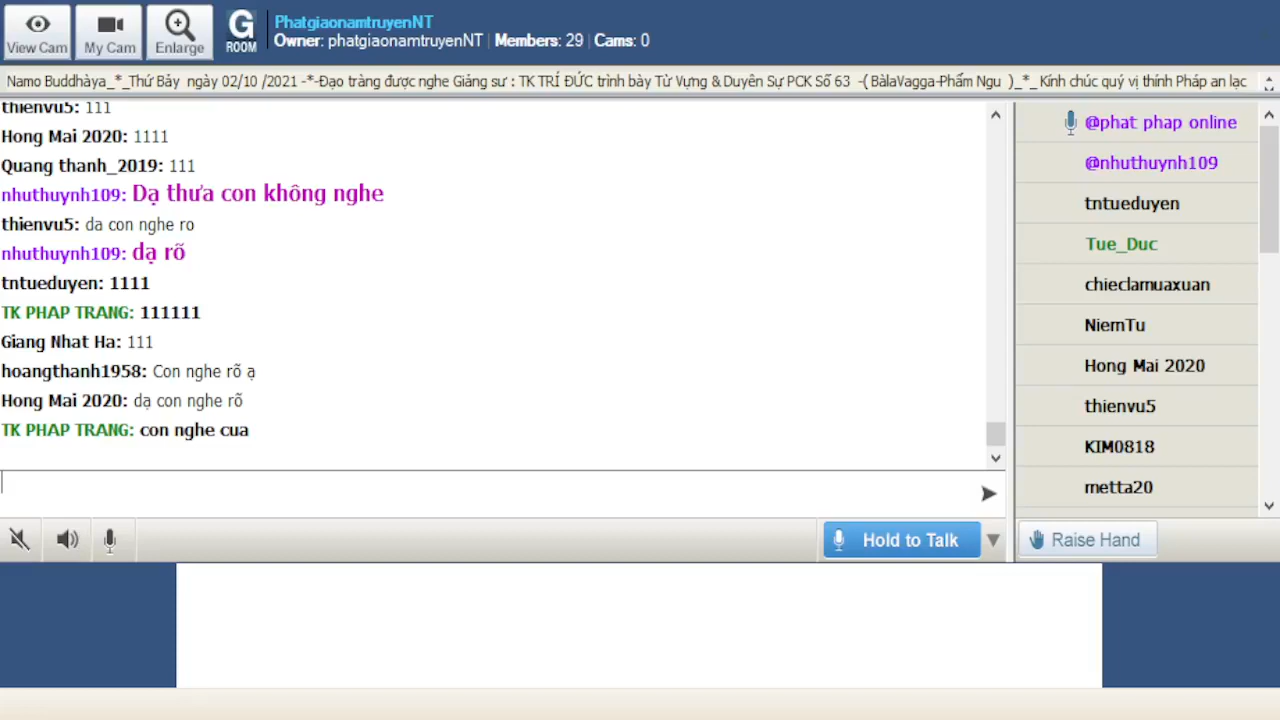 View Cam
My Cam
Enlarge
G
ROOM
PhatgiaonamtruyenNT
Owner: phatgiaonamtruyenNT | Members: 29 | Cams: 0
Namo Buddhàya_*_Thứ Bảy ngày 02/10 /2021 -*-Đạo tràng được nghe Giảng sư : TK TRÍ ĐỨC trình bày Từ Vựng & Duyên Sự PCK Số 63 -( BàlaVagga-Phẩm Ngu )_*_ Kính chúc quý vị thính Pháp an lạc
thienvu5: 111
Hong Mai 2020: 1111
Quang thanh_2019: 111
nhuthuynh109: Dạ thưa con không nghe
thienvu5: da con nghe ro
nhuthuynh109: dạ rõ
tntueduyen: 1111
TK PHAP TRANG: 111111
Giang Nhat Ha: 111
hoangthanh1958: Con nghe rõ ạ
Hong Mai 2020: dạ con nghe rõ
TK PHAP TRANG: con nghe cua
@phat phap online
@nhuthuynh109
tntueduyen
Tue_Duc
chieclamuaxuan
NiemTu
Hong Mai 2020
thienvu5
KIM0818
metta20
Hold to Talk
Raise Hand